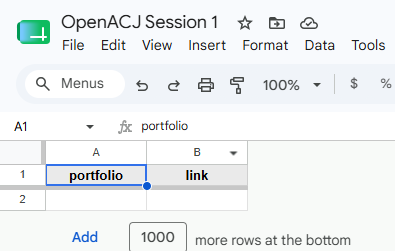 OpenACJ Session 1
File Edit View Insert Format Data Tools
Menus 100% $ %
A1 fx portfolio
A B
1 portfolio link
2
Add 1000 more rows at the bottom